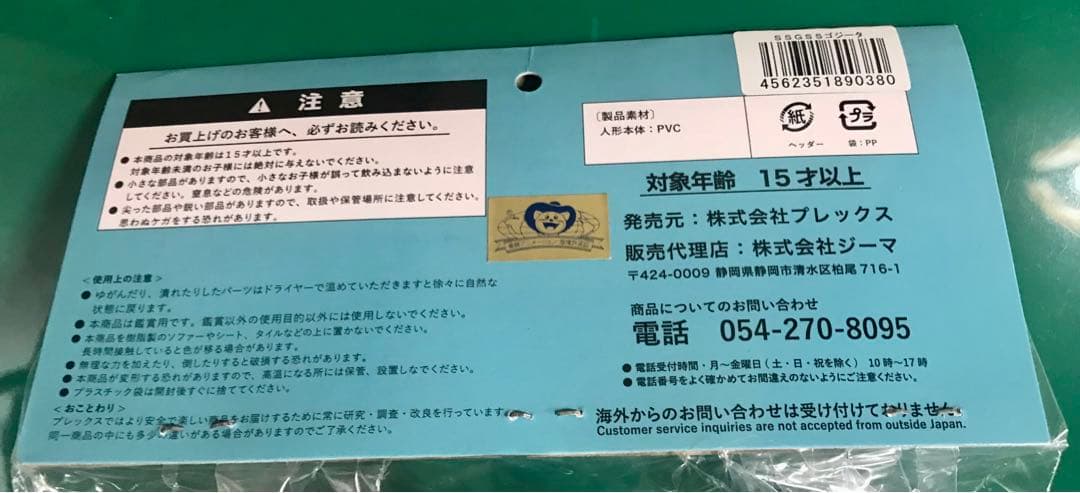 ⚠ 注意
お買上げのお客様へ、必ずお読みください。
● 本商品の対象年齢は15才以上です。
対象年齢未満のお子様には絶対に与えないでください。
● 小さな部品がありますので、小さなお子様が誤って飲み込まないように注意
してください。窒息などの危険があります。
● 尖った部品や鋭い部品がありますので、取扱や保管場所に注意してください。
思わぬケガをする恐れがあります。
<使用上の注意>
● ゆがんだり、潰れたりしたパーツはドライヤーで温めていただきますと徐々に自然な
状態に戻ります。
● 本商品は鑑賞用です。鑑賞以外の使用目的以外には使用しないでください。
● 本商品を樹脂製のソファーやシート、タイルなどの上に置かないでください。
長時間接触していると色が移る場合があります。
● 無理な力を加えたり、倒したりすると破損する恐れがあります。
● 本商品が変形する恐れがありますので、高温になる所には保管、設置しなでください。
● プラスチック袋は開封後すぐに捨ててください。
<おことわり>
プレックスではより安全で楽しい商品をお届けするために常に研究・調査・改良を行っています。
同一商品の中にも多少違いがある場合がありますのでご了承ください。
SSGSSゴジータ
4562351890380
〔製品素材〕
人形本体：PVC
紙
ヘッダー
プラ
袋：PP
対象年齢 15才以上
発売元：株式会社プレックス
販売代理店：株式会社ジーマ
〒424-0009 静岡県静岡市清水区柏尾 716-1
商品についてのお問い合わせ
電話 054-270-8095
● 電話受付時間・月〜金曜日（土・日・祝を除く）10時〜17時
● 電話番号をよく確かめてお間違えのないようにご注意ください。
海外からのお問い合わせは受け付けておりません。
Customer service inquiries are not accepted from outside Japan.